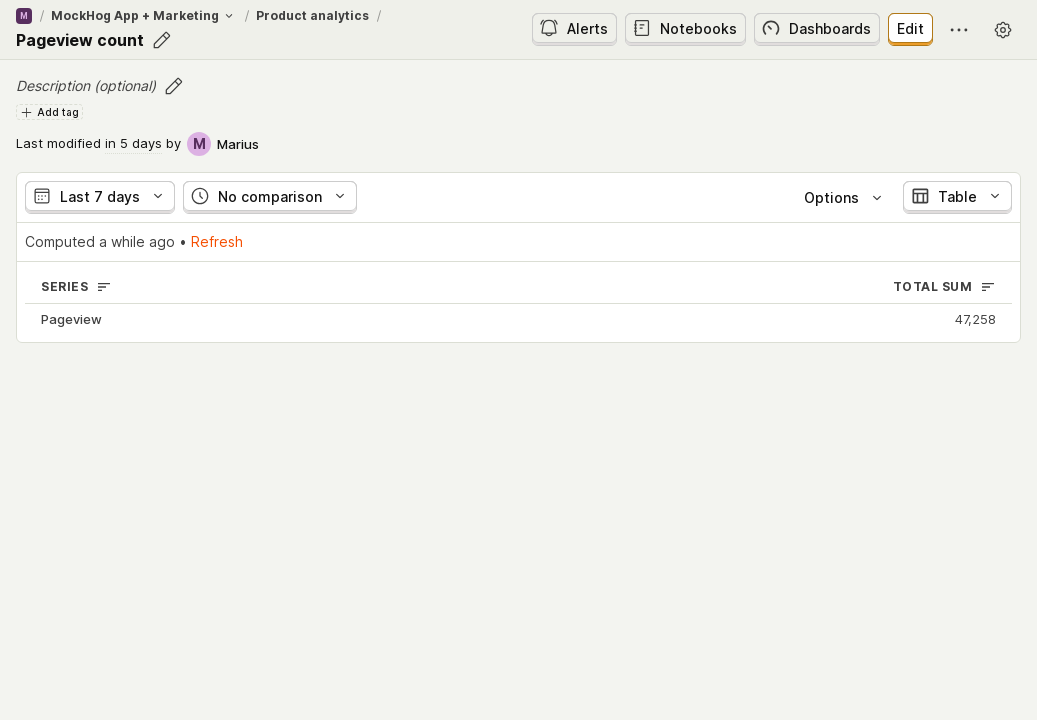 M / MockHog App + Marketing / Product analytics /
Pageview count
Alerts
Notebooks
Dashboards
Edit
Description (optional)
Add tag
Last modified in 5 days by M Marius
Last 7 days
No comparison
Options
Table
Computed a while ago • Refresh
SERIES TOTAL SUM
Pageview 47,258